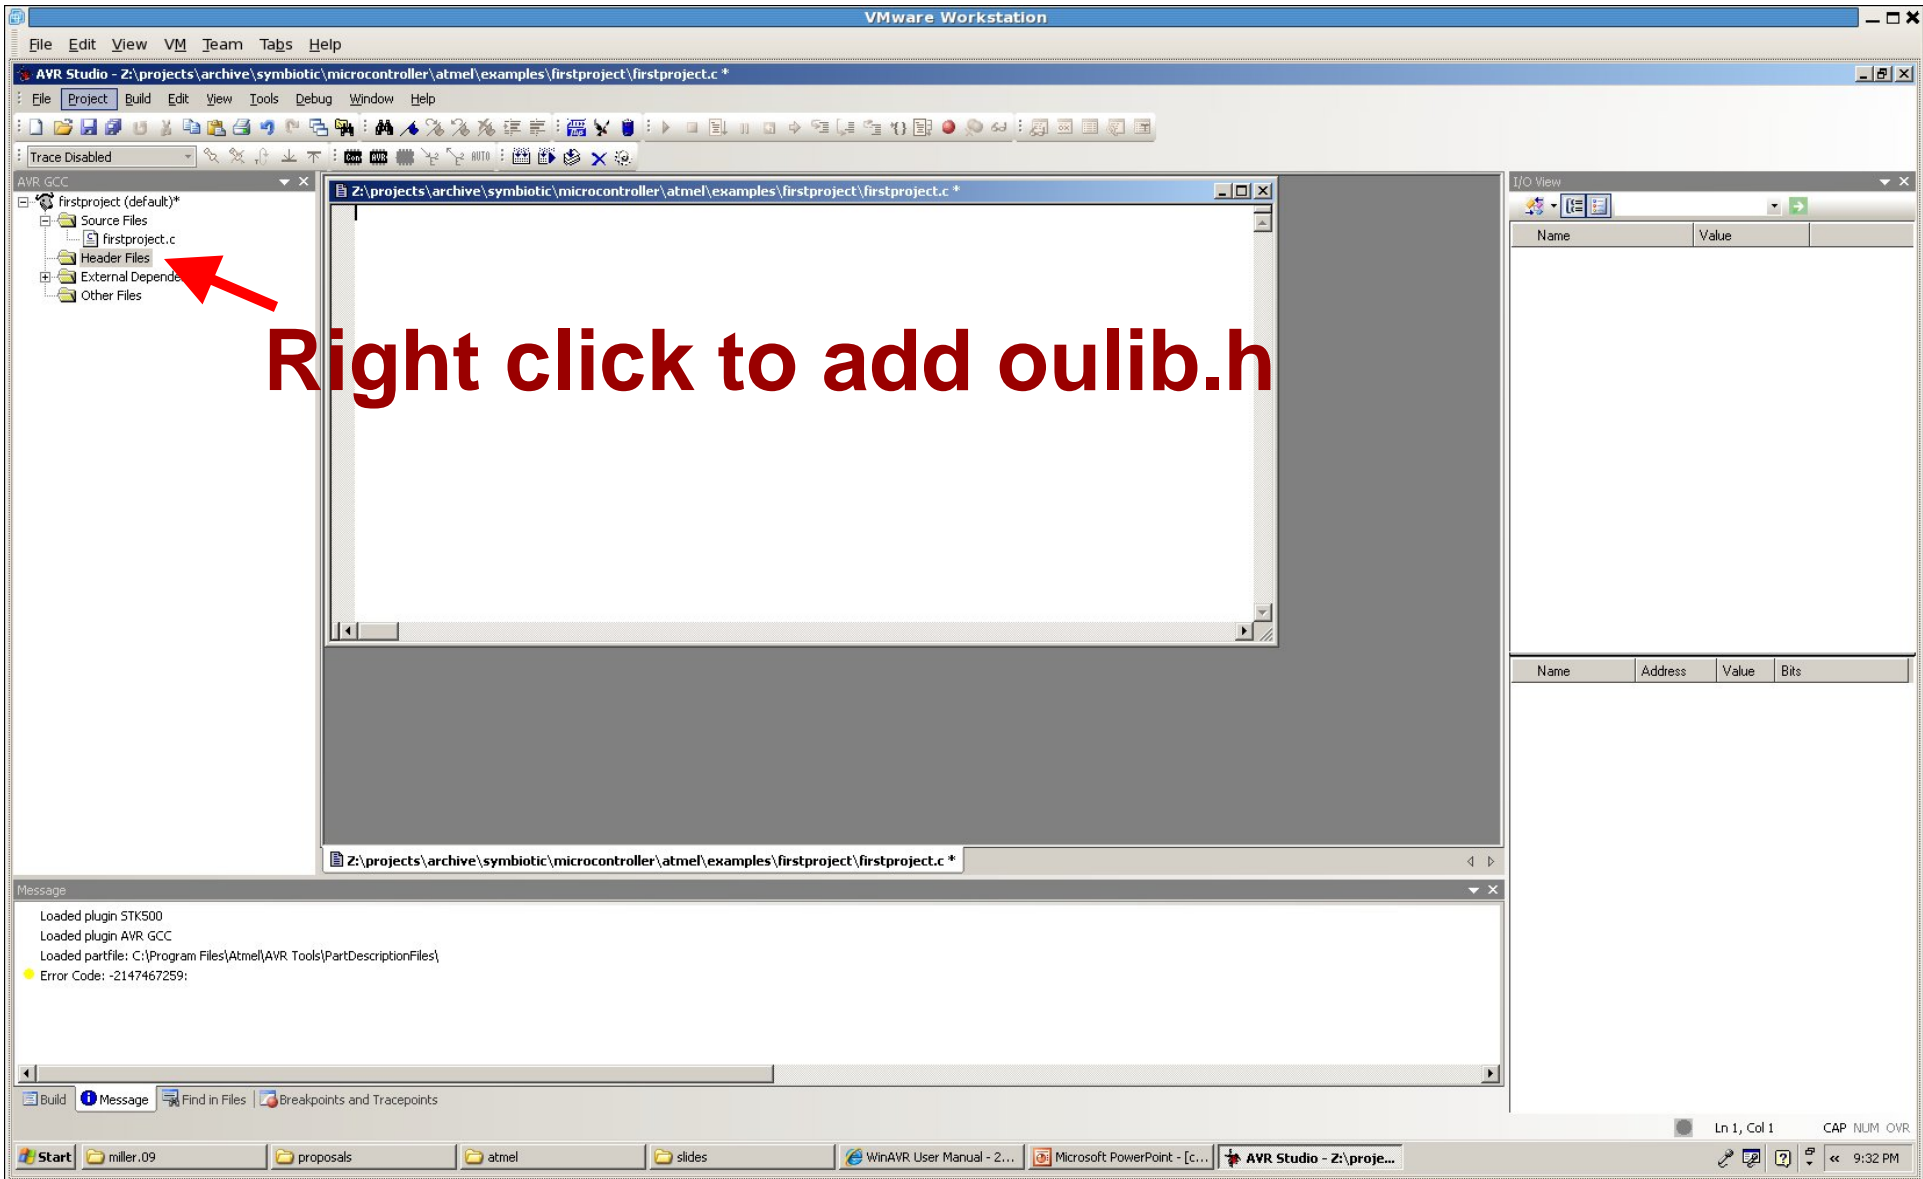 VMware Workstation
File Edit View VM Team Tabs Help
AVR Studio - Z:\projects\archive\symbiotic\microcontroller\atmel\examples\firstproject\firstproject.c *
File Project Build Edit View Tools Debug Window Help
Trace Disabled
Con AVR AUTO
AVR GCC
firstproject (default)*
Source Files
firstproject.c
Header Files
External Depende
Other Files
Z:\projects\archive\symbiotic\microcontroller\atmel\examples\firstproject\firstproject.c *
Right click to add oulib.h
Z:\projects\archive\symbiotic\microcontroller\atmel\examples\firstproject\firstproject.c *
I/O View
Name Value
Name Address Value Bits
Message
Loaded plugin STK500
Loaded plugin AVR GCC
Loaded partfile: C:\Program Files\Atmel\AVR Tools\PartDescriptionFiles\
Error Code: -2147467259:
Build Message Find in Files Breakpoints and Tracepoints
Ln 1, Col 1 CAP NUM OVR
Start miller.09 proposals atmel slides WinAVR User Manual - 2... Microsoft PowerPoint - [c... AVR Studio - Z:\proje... « 9:32 PM